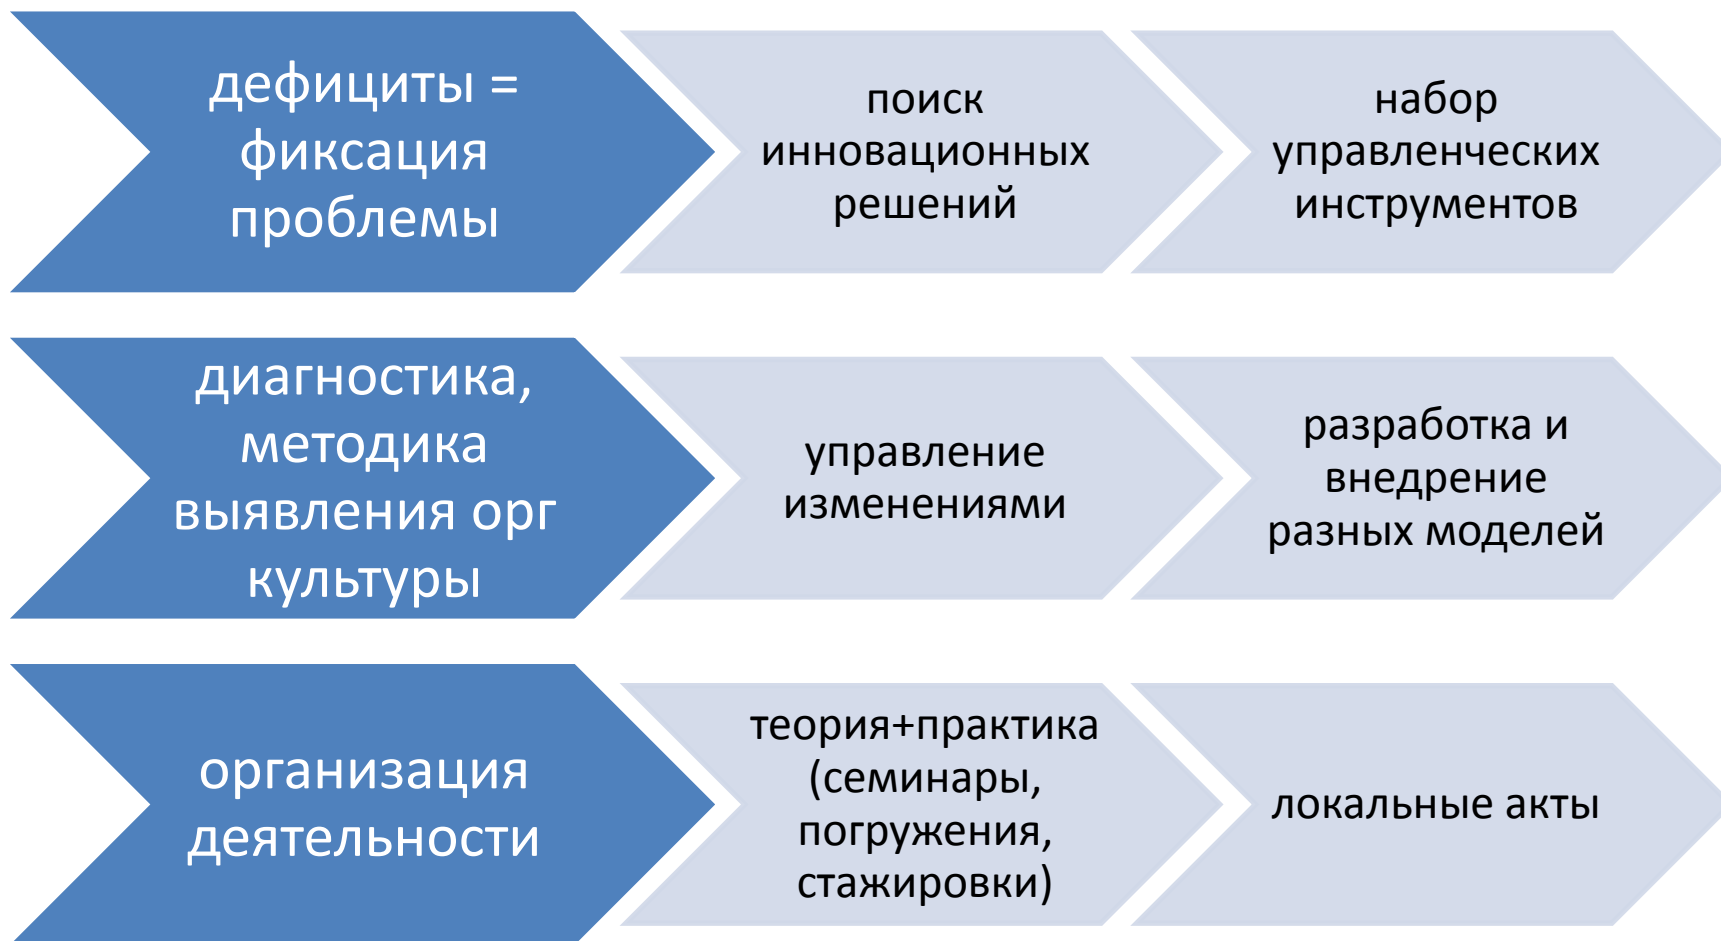 дефициты =
фиксация
проблемы
поиск
инновационных
решений
набор
управленческих
инструментов
диагностика,
методика
выявления орг
культуры
управление
изменениями
разработка и
внедрение
разных моделей
организация
деятельности
теория+практика
(семинары,
погружения,
стажировки)
локальные акты